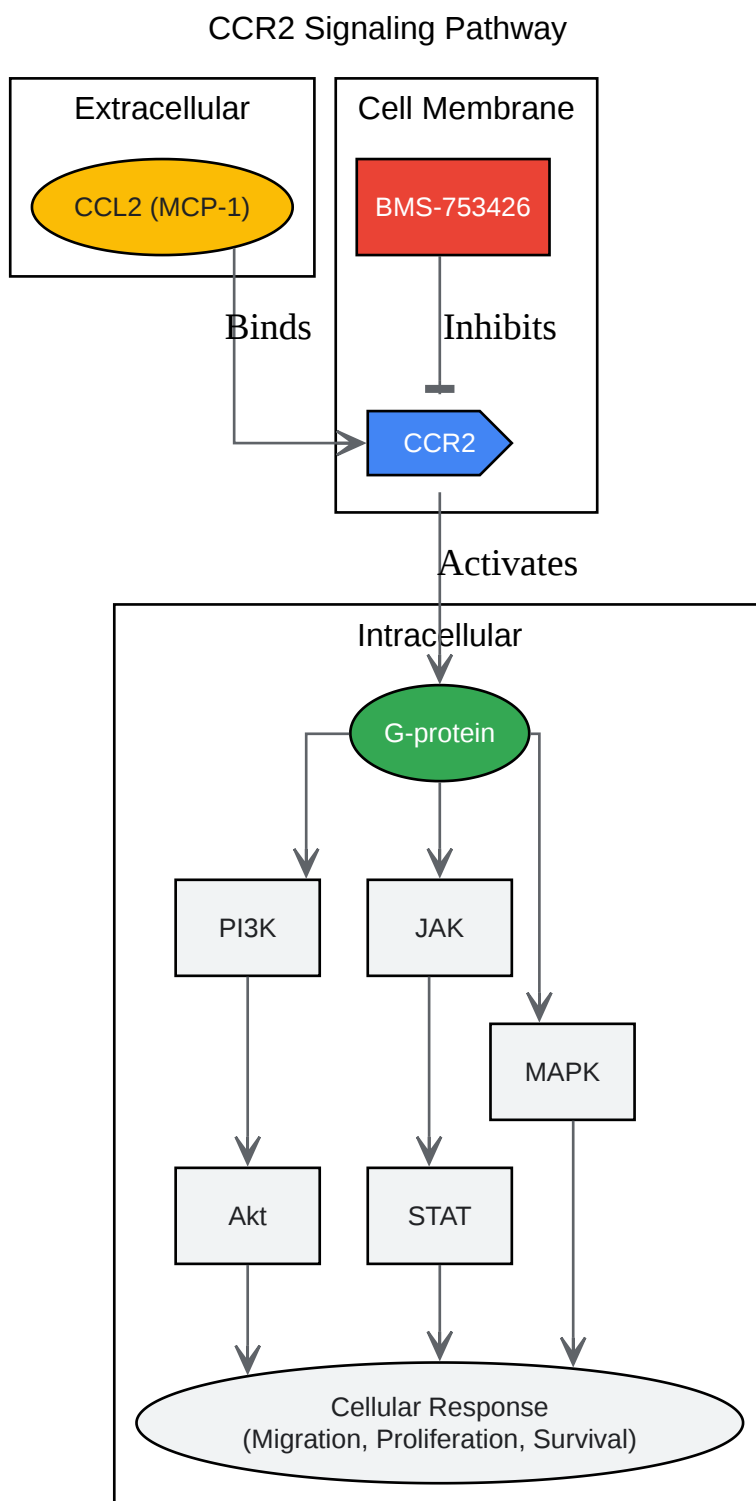 CCR2 Signaling Pathway
Extracellular
Cell Membrane
CCL2 (MCP-1)
BMS-753426
Binds
Inhibits
CCR2
Activates
Intracellular
G-protein
PI3K
JAK
MAPK
Akt
STAT
Cellular Response
(Migration, Proliferation, Survival)